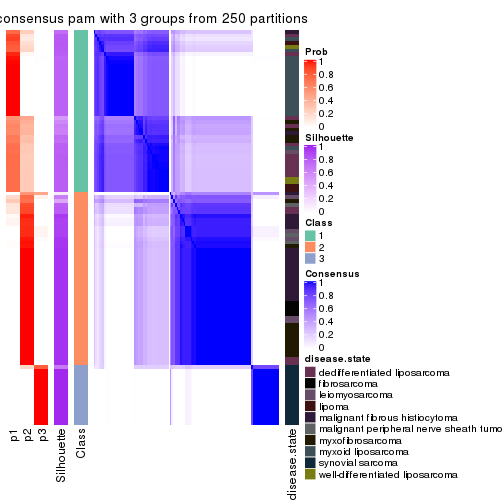 consensus pam with 3 groups from 250 partitions
Prob
1
0.8
0.6
0.4
0.2
0
Silhouette
1
0.8
0.6
0.4
0.2
0
Class
1
2
3
Consensus
1
0.8
0.6
0.4
0.2
0
disease.state
dedifferentiated liposarcoma
fibrosarcoma
leiomyosarcoma
lipoma
malignant fibrous histiocytoma
malignant peripheral nerve sheath tumo
myxofibrosarcoma
myxoid liposarcoma
synovial sarcoma
well-differentiated liposarcoma
p1
p2
p3
Silhouette
Class
disease.state